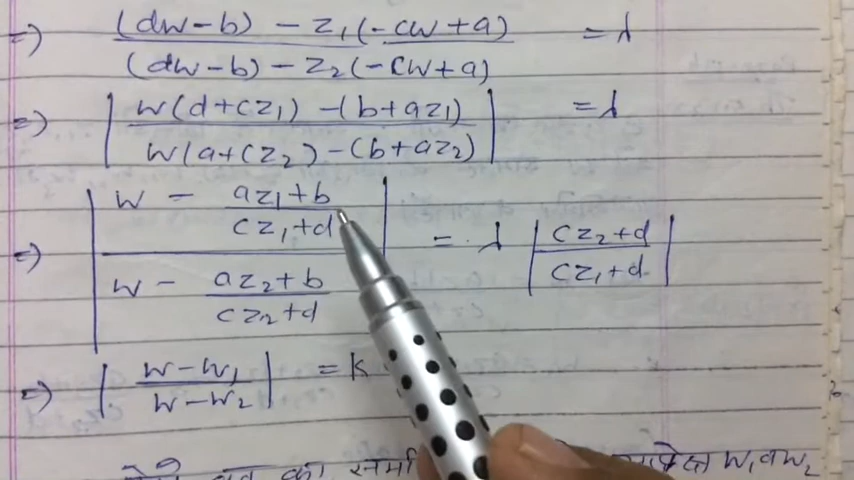 => (dw-b) - z₁(-cw+a) / (dw-b) - z₂(-cw+a) = λ
=> | w(d+cz₁) - (b+az₁) / w(a+cz₂) - (b+az₂) | = λ
=> | w - (az₁+b)/(cz₁+d) / w - (az₂+b)/(cz₂+d) | = λ | cz₂+d / cz₁+d |
=> | w-w₁ / w-w₂ | = k
का w₁ व w₂